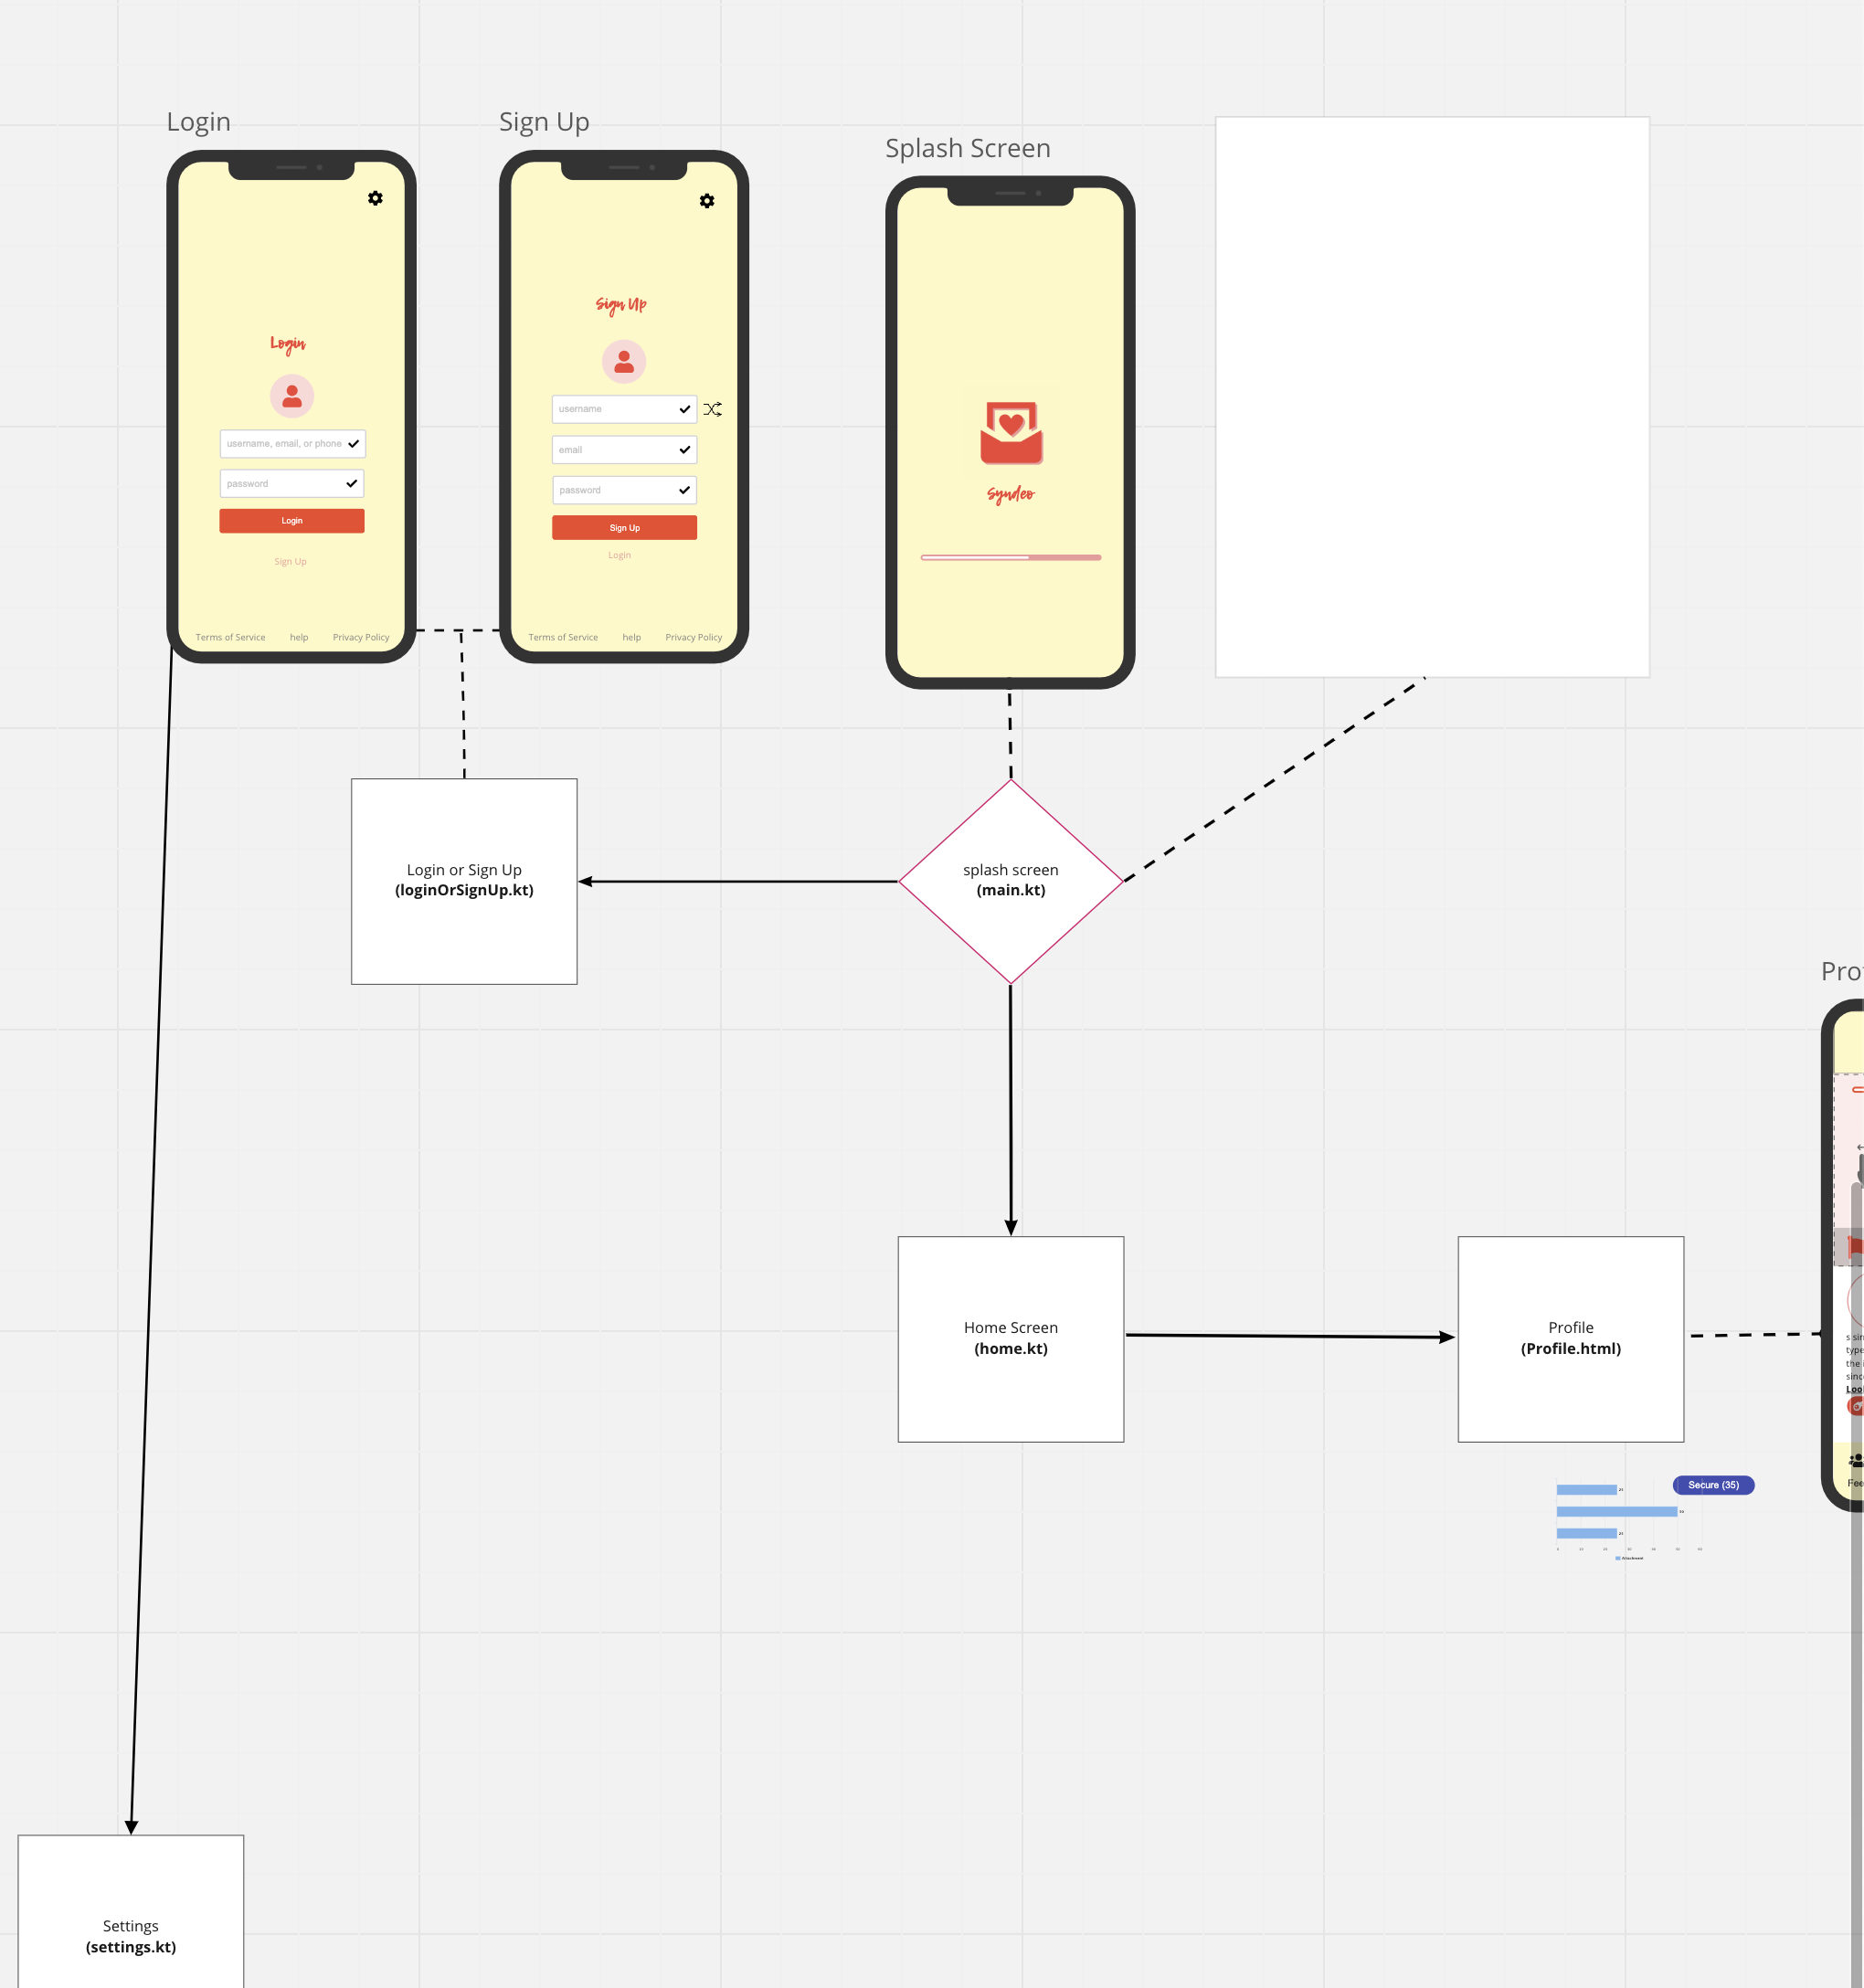 Login
Sign Up
Splash Screen
Login
username, email, or phone
password
Login
Sign Up
Terms of Service help Privacy Policy
Sign Up
username
email
password
Sign Up
Login
Terms of Service help Privacy Policy
Syndeo
Login or Sign Up
(loginOrSignUp.kt)
splash screen
(main.kt)
Home Screen
(home.kt)
Profile
(Profile.html)
Secure (35)
Settings
(settings.kt)